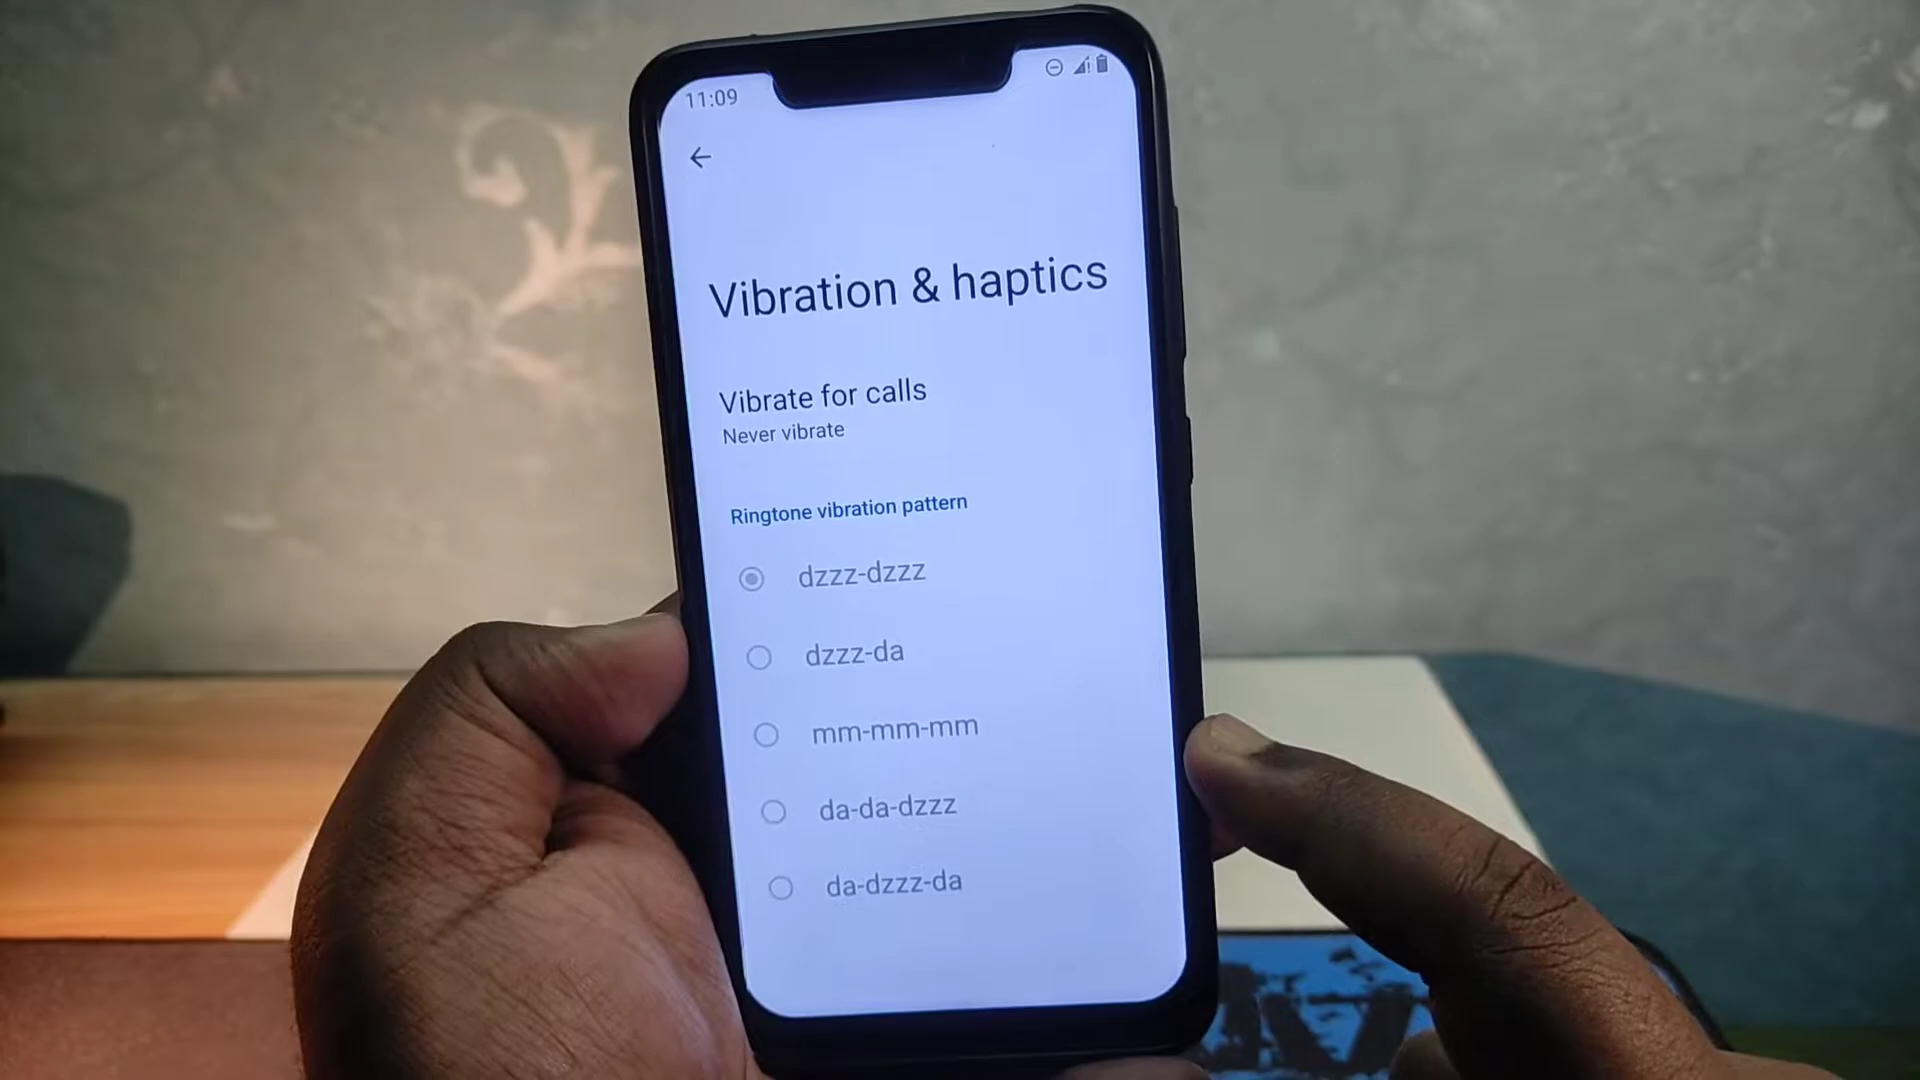 11:09
Vibration & haptics
Vibrate for calls
Never vibrate
Ringtone vibration pattern
dzzz-dzzz
dzzz-da
mm-mm-mm
da-da-dzzz
da-dzzz-da